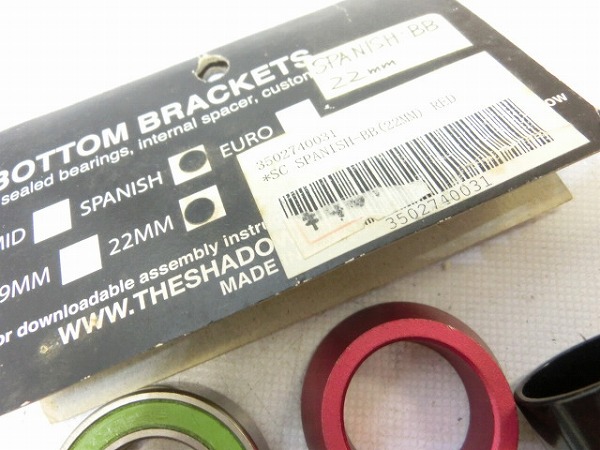 SPANISH-BB
22mm
BOTTOM BRACKETS
sealed bearings, internal spacer, custom
MID SPANISH EURO
9MM 22MM
3502740031
*SC SPANISH-BB(22MM) RED
3502740031
or downloadable assembly instru
OW
WWW.THESHADO
MADE